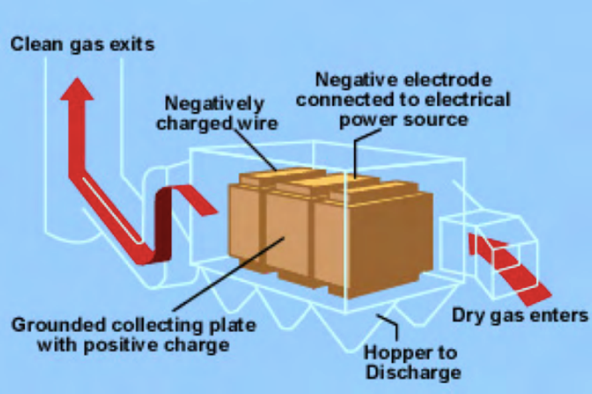 Clean gas exits
Negatively
charged wire
Negative electrode
connected to electrical
power source
Grounded collecting plate
with positive charge
Dry gas enters
Hopper to
Discharge